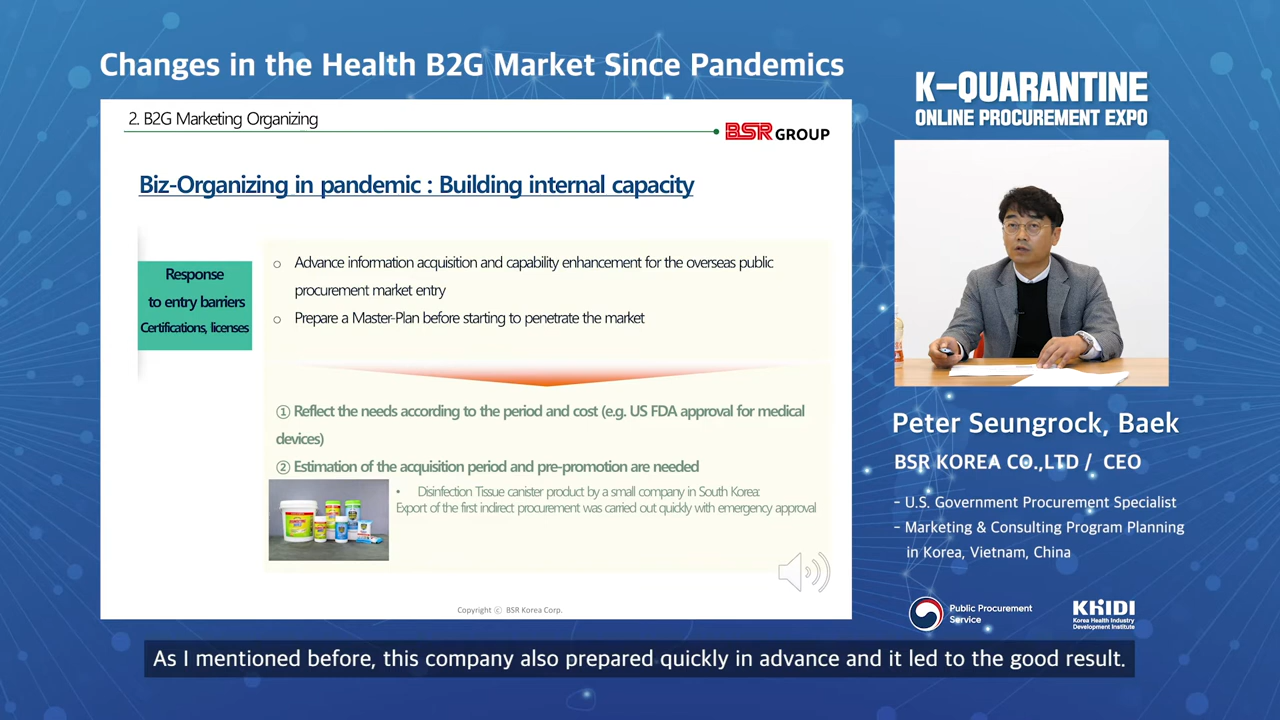 Changes in the Health B2G Market Since Pandemics
K-QUARANTINE
ONLINE PROCUREMENT EXPO
2. B2G Marketing Organizing
BSR GROUP
Biz-Organizing in pandemic : Building internal capacity
Response
to entry barriers
Certifications, licenses
○ Advance information acquisition and capability enhancement for the overseas public
procurement market entry
○ Prepare a Master-Plan before starting to penetrate the market
① Reflect the needs according to the period and cost (e.g. US FDA approval for medical
devices)
② Estimation of the acquisition period and pre-promotion are needed
• Disinfection Tissue canister product by a small company in South Korea:
Export of the first indirect procurement was carried out quickly with emergency approval
Copyright ⓒ BSR Korea Corp.
Peter Seungrock, Baek
BSR KOREA CO.,LTD / CEO
- U.S. Government Procurement Specialist
- Marketing & Consulting Program Planning
in Korea, Vietnam, China
Public Procurement
Service
KHIDI
Korea Health Industry
Development Institute
As I mentioned before, this company also prepared quickly in advance and it led to the good result.